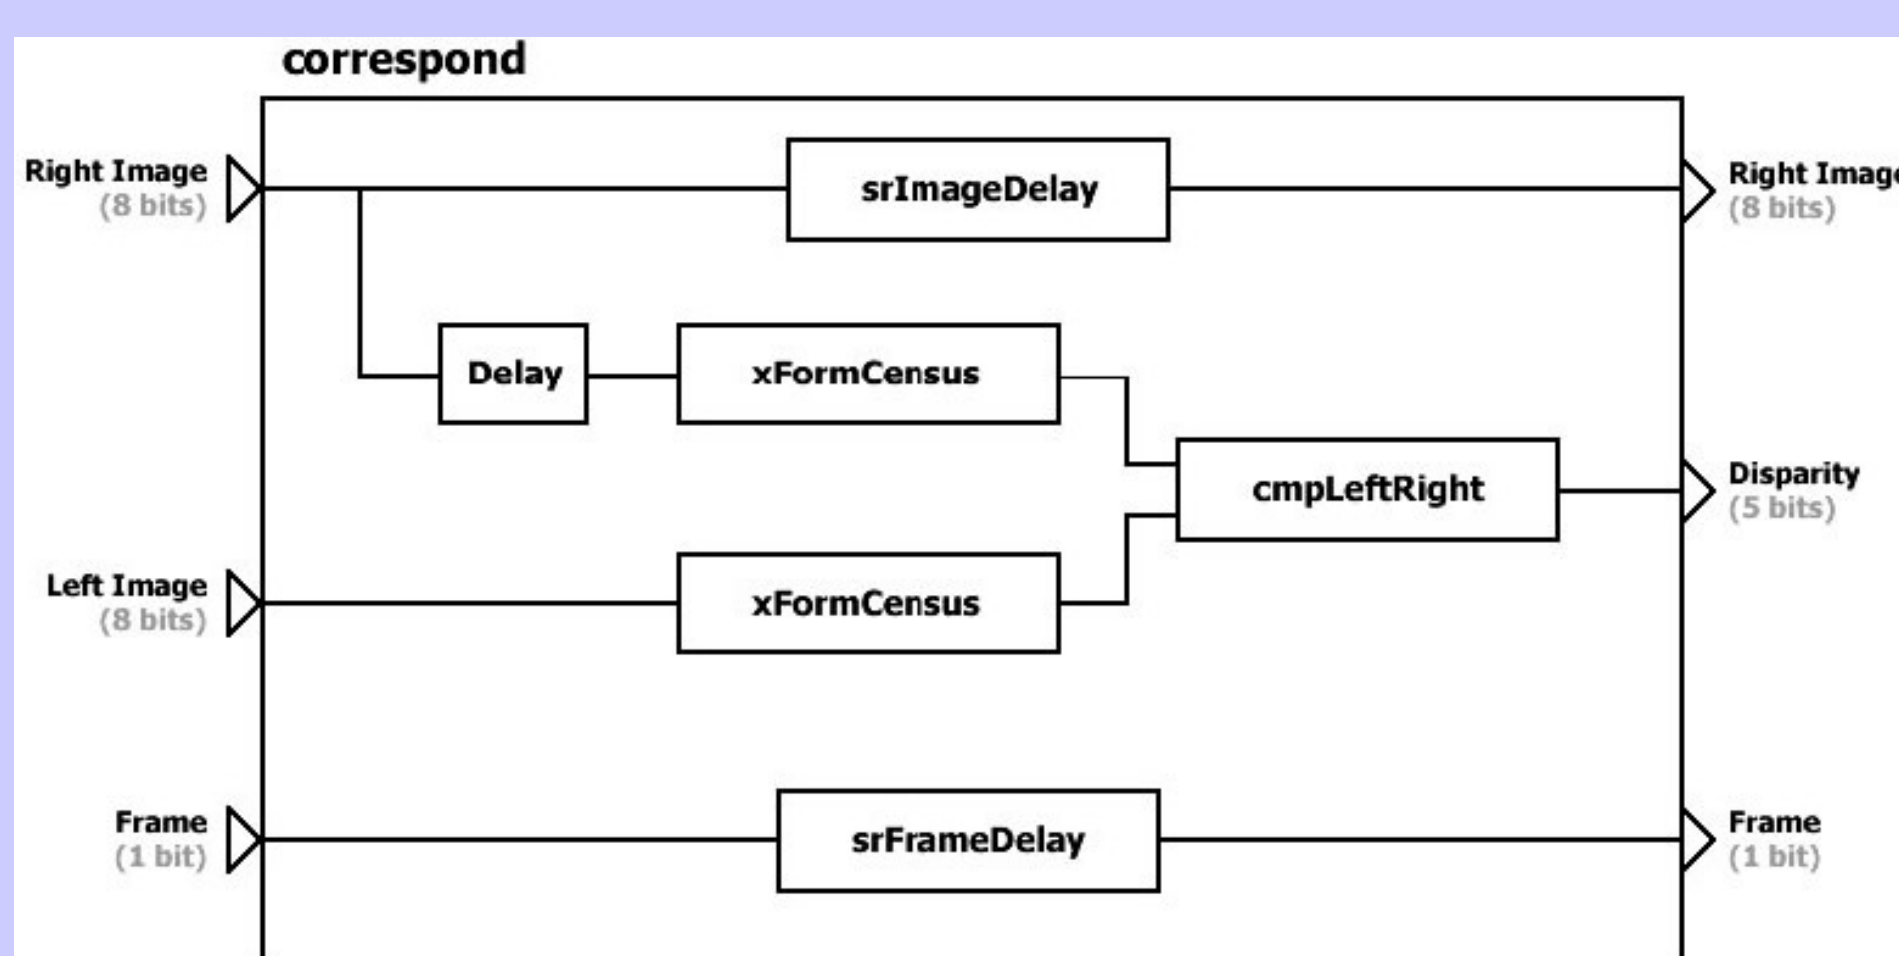 correspond
Right Image
(8 bits)
srImageDelay
Right Image
(8 bits)
Delay
xFormCensus
cmpLeftRight
Disparity
(5 bits)
Left Image
(8 bits)
xFormCensus
Frame
(1 bit)
srFrameDelay
Frame
(1 bit)